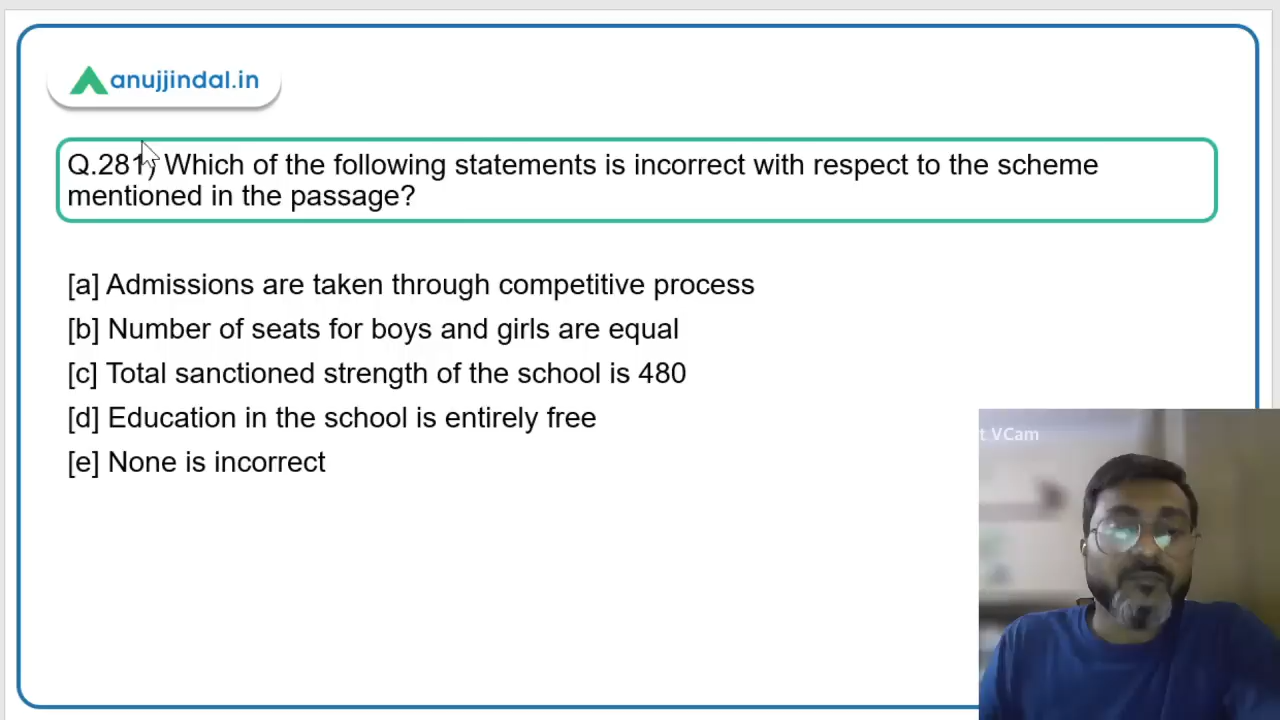 anujjindal.in
Q.281) Which of the following statements is incorrect with respect to the scheme
mentioned in the passage?
[a] Admissions are taken through competitive process
[b] Number of seats for boys and girls are equal
[c] Total sanctioned strength of the school is 480
[d] Education in the school is entirely free
[e] None is incorrect
t VCam